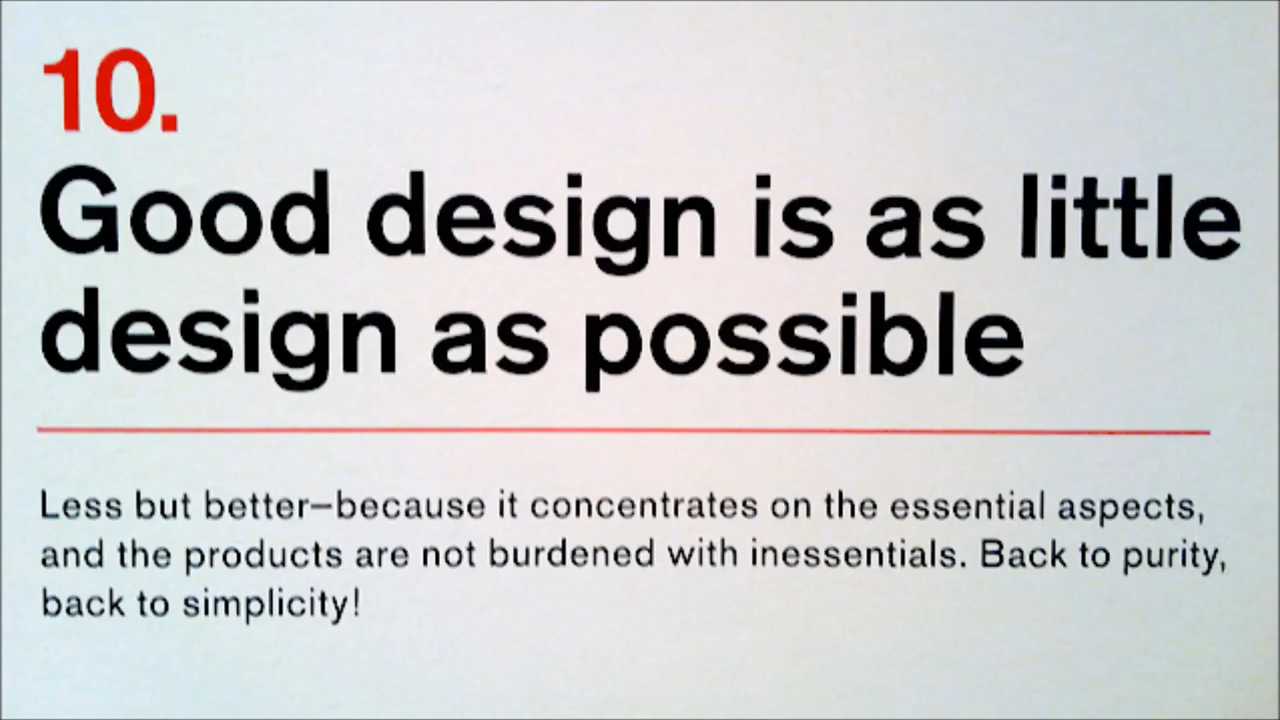 10.
Good design is as little
design as possible
Less but better—because it concentrates on the essential aspects,
and the products are not burdened with inessentials. Back to purity,
back to simplicity!